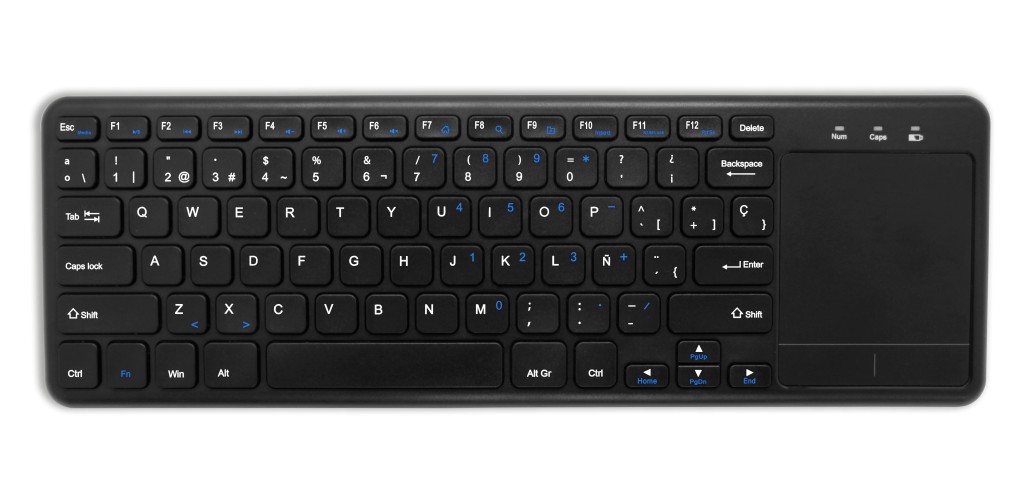 Esc Media F1 F2 F3 F4 F5 F6 F7 F8 F9 F10 F11 F12 Delete
Num Caps
a ! " · $ % & / 7 ( 8 ) 9 = * ? ¿ Backspace
o \ 1 | 2 @ 3 # 4 ~ 5 6 ¬ 7 8 9 0 ' ¡
Tab Q W E R T Y U 4 I 5 O 6 P - ^ ` [ * + ] Ç }
Caps lock A S D F G H J 1 K 2 L 3 Ñ + ¨ ´ { Enter
Shift Z < X > C V B N M 0 ; , : . · _ - / Shift
Ctrl Fn Win Alt Alt Gr Ctrl Home PgUp PgDn End